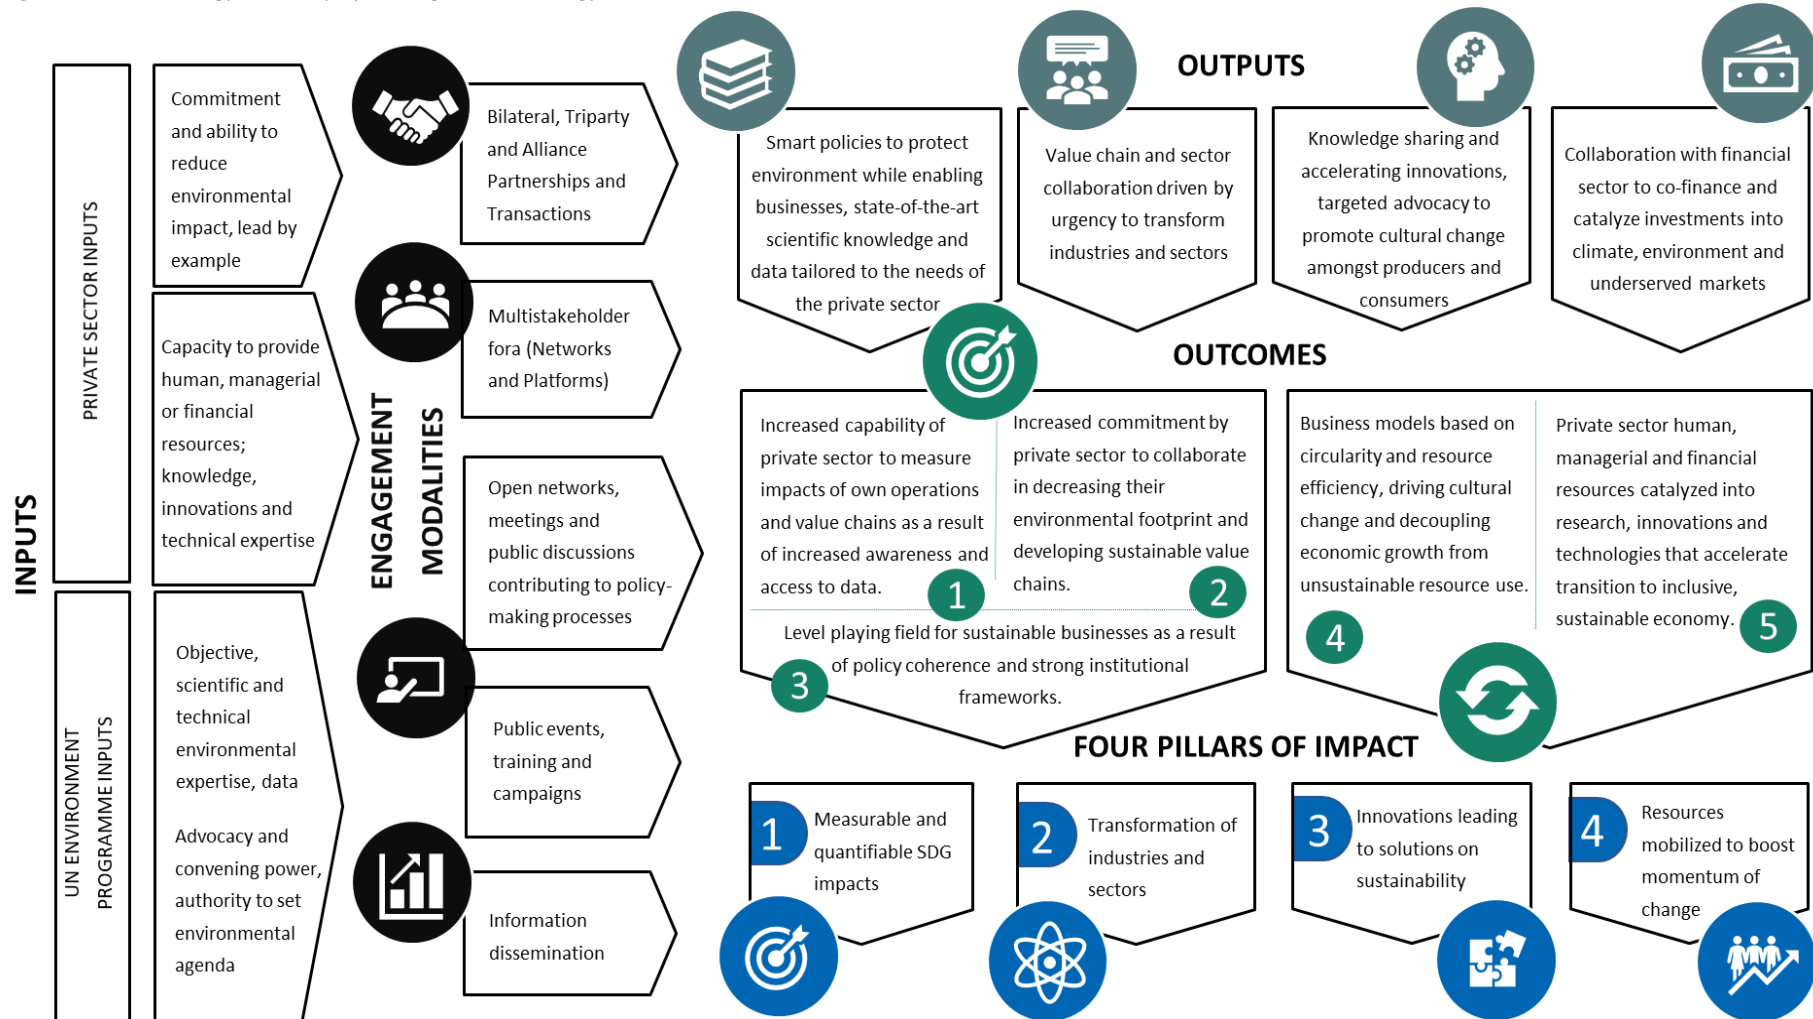 INPUTS
PRIVATE SECTOR INPUTS
Commitment
and ability to
reduce
environmental
impact, lead by
example
Capacity to provide
human, managerial
or financial
resources;
knowledge,
innovations and
technical expertise
UN ENVIRONMENT
PROGRAMME INPUTS
Objective,
scientific and
technical
environmental
expertise, data
Advocacy and
convening power,
authority to set
environmental
agenda
ENGAGEMENT
MODALITIES
Bilateral, Triparty
and Alliance
Partnerships and
Transactions
Multistakeholder
fora (Networks
and Platforms)
Open networks,
meetings and
public discussions
contributing to policy-
making processes
Public events,
training and
campaigns
Information
dissemination
OUTPUTS
Smart policies to protect
environment while enabling
businesses, state-of-the-art
scientific knowledge and
data tailored to the needs of
the private sector
Value chain and sector
collaboration driven by
urgency to transform
industries and sectors
Knowledge sharing and
accelerating innovations,
targeted advocacy to
promote cultural change
amongst producers and
consumers
Collaboration with financial
sector to co-finance and
catalyze investments into
climate, environment and
underserved markets
OUTCOMES
Increased capability of
private sector to measure
impacts of own operations
and value chains as a result
of increased awareness and
access to data.
1
Increased commitment by
private sector to collaborate
in decreasing their
environmental footprint and
developing sustainable value
chains.
2
Level playing field for sustainable businesses as a result
of policy coherence and strong institutional
frameworks.
3
Business models based on
circularity and resource
efficiency, driving cultural
change and decoupling
economic growth from
unsustainable resource use.
4
Private sector human,
managerial and financial
resources catalyzed into
research, innovations and
technologies that accelerate
transition to inclusive,
sustainable economy.
5
FOUR PILLARS OF IMPACT
1
Measurable and
quantifiable SDG
impacts
2
Transformation of
industries and
sectors
3
Innovations leading
to solutions on
sustainability
4
Resources
mobilized to boost
momentum of
change